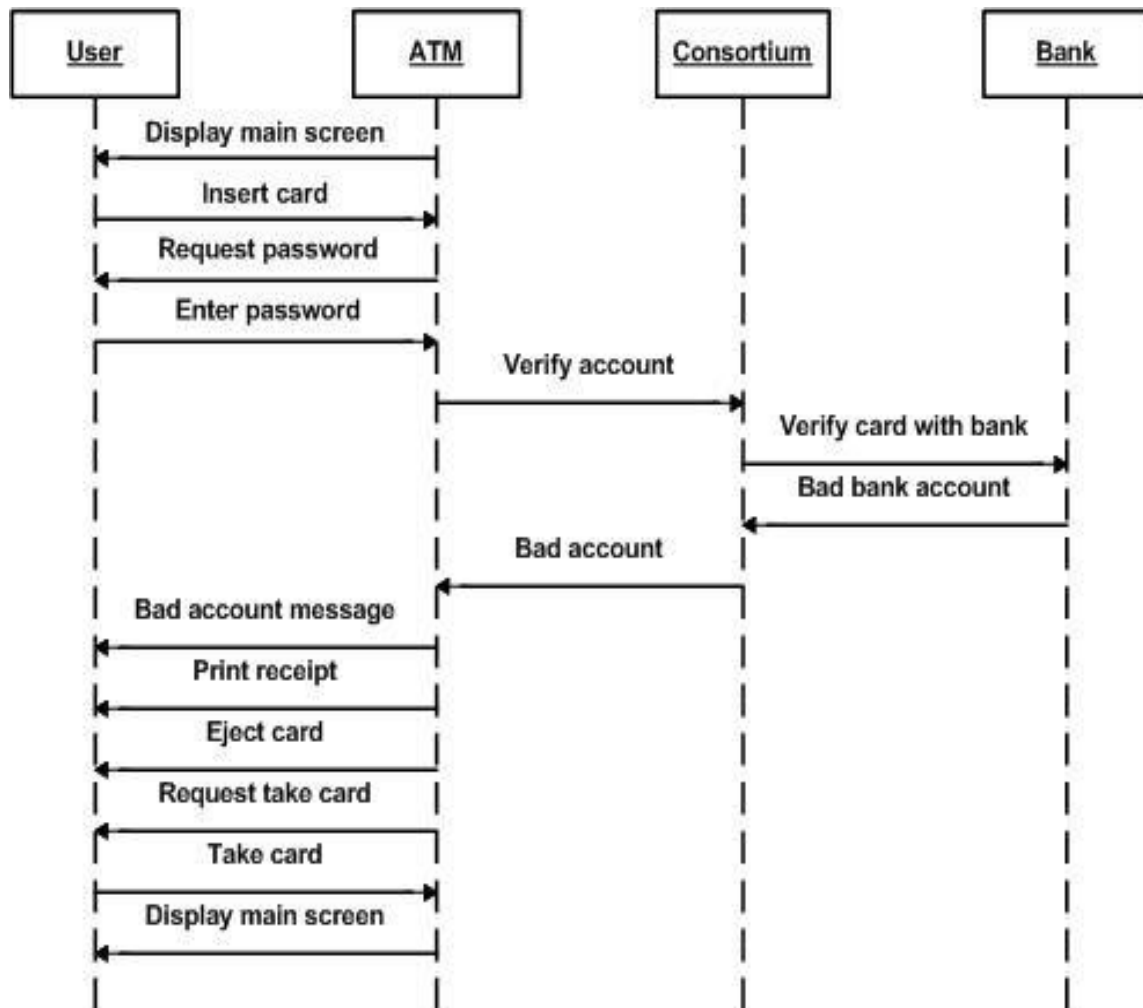 User
ATM
Consortium
Bank
Display main screen
Insert card
Request password
Enter password
Verify account
Verify card with bank
Bad bank account
Bad account
Bad account message
Print receipt
Eject card
Request take card
Take card
Display main screen